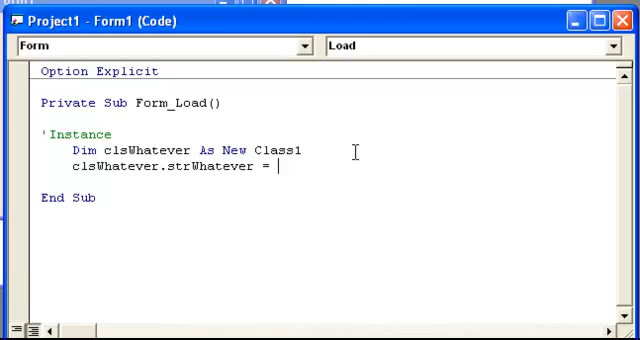 Project1 - Form1 (Code)
Form Load
Option Explicit
Private Sub Form_Load()
'Instance
Dim clsWhatever As New Class1
clsWhatever.strWhatever =
End Sub